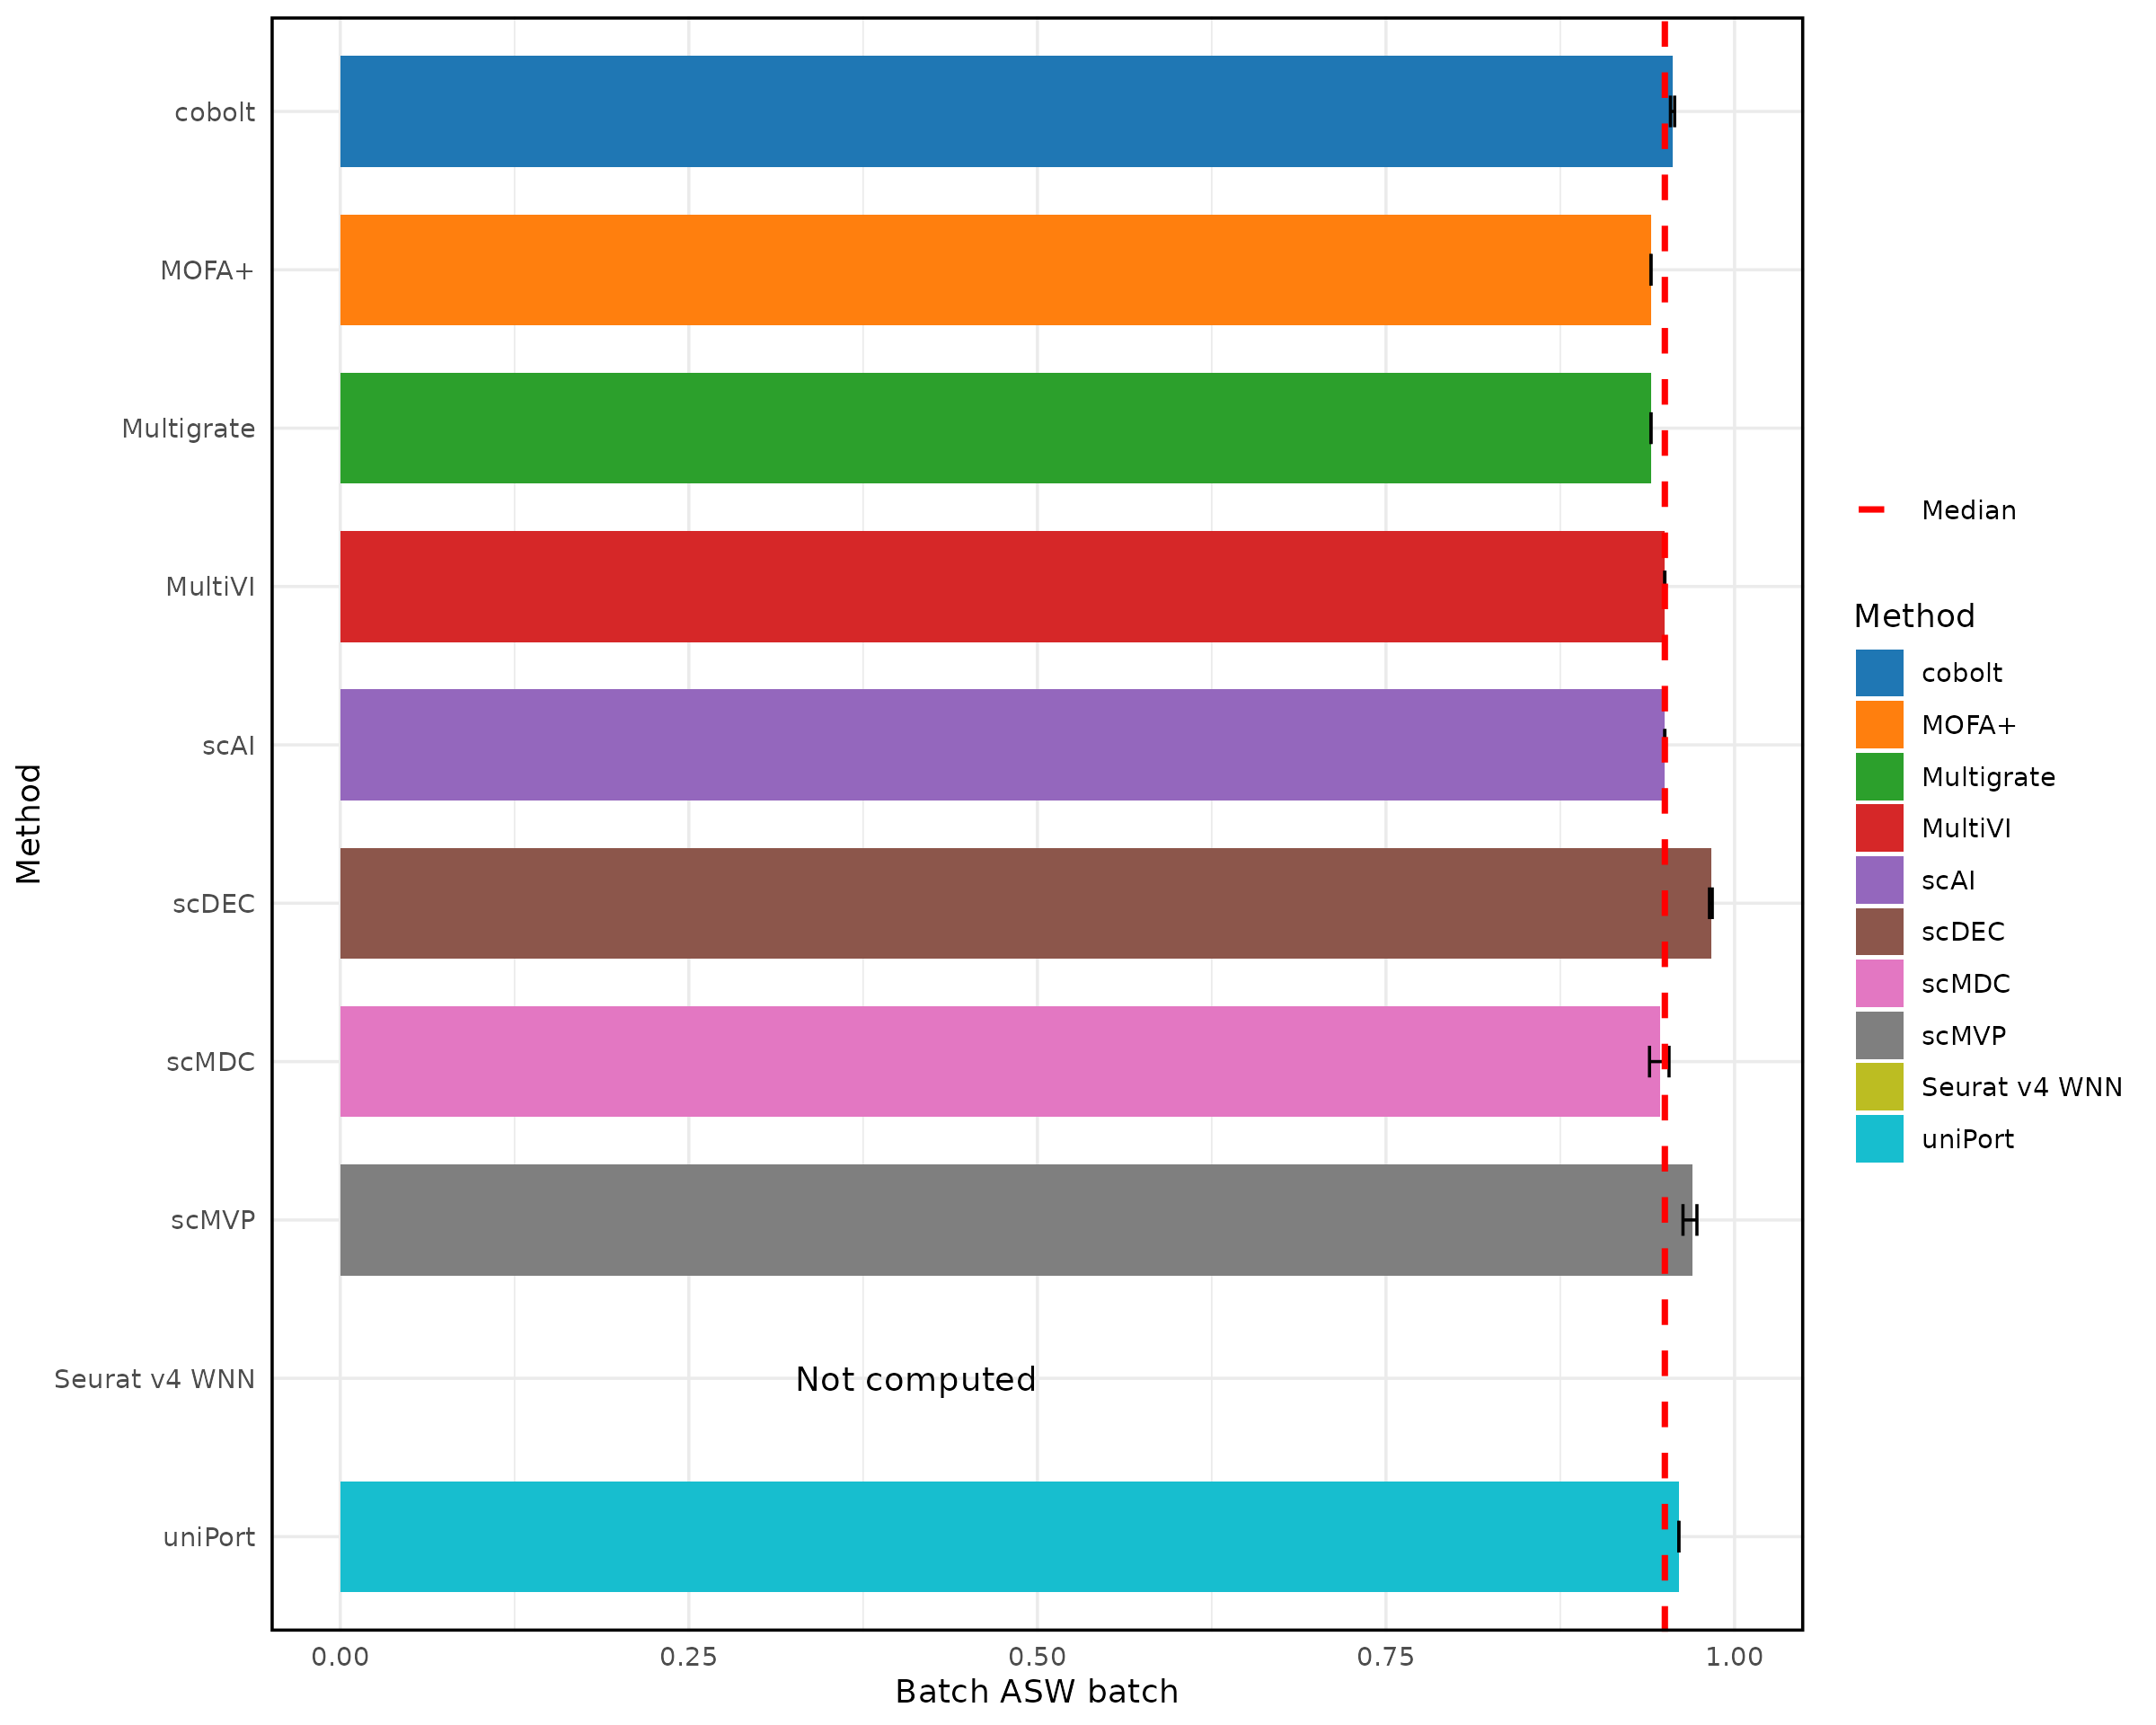 Method
cobolt
MOFA+
Multigrate
MultiVI
scAI
scDEC
scMDC
scMVP
Seurat v4 WNN
uniPort
Not computed
0.00
0.25
0.50
0.75
1.00
Batch ASW batch
Median
Method
cobolt
MOFA+
Multigrate
MultiVI
scAI
scDEC
scMDC
scMVP
Seurat v4 WNN
uniPort